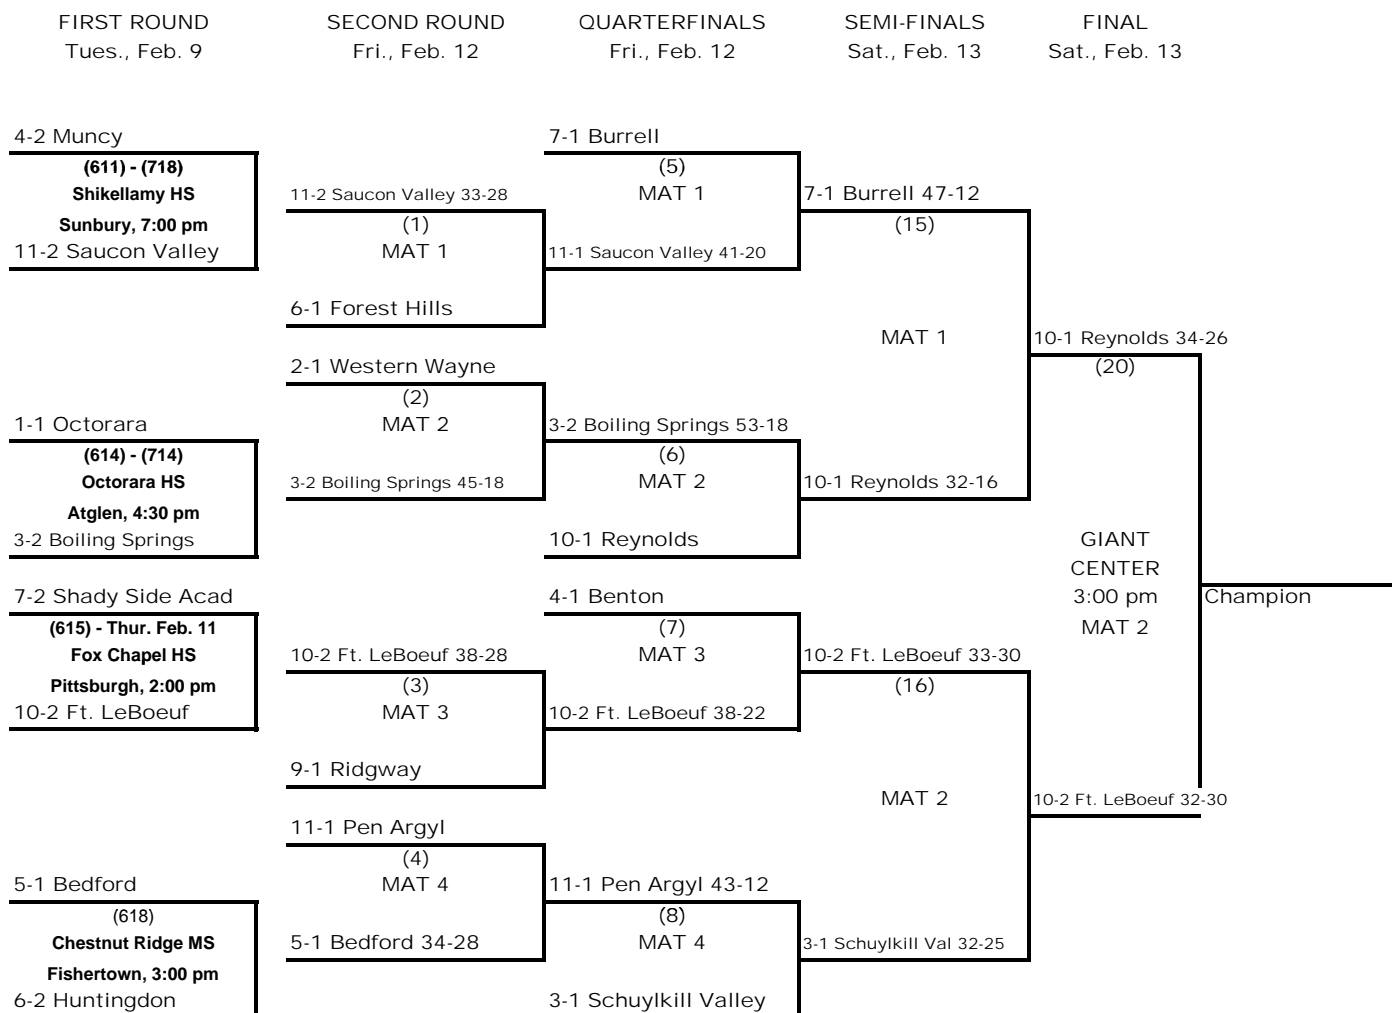 FIRST ROUND
Tues., Feb. 9
SECOND ROUND
Fri., Feb. 12
QUARTERFINALS
Fri., Feb. 12
SEMI-FINALS
Sat., Feb. 13
FINAL
Sat., Feb. 13
4-2 Muncy
(611) - (718)
Shikellamy HS
Sunbury, 7:00 pm
11-2 Saucon Valley
1-1 Octorara
(614) - (714)
Octorara HS
Atglen, 4:30 pm
3-2 Boiling Springs
7-2 Shady Side Acad
(615) - Thur. Feb. 11
Fox Chapel HS
Pittsburgh, 2:00 pm
10-2 Ft. LeBoeuf
5-1 Bedford
(618)
Chestnut Ridge MS
Fishertown, 3:00 pm
6-2 Huntingdon
11-2 Saucon Valley 33-28
(1)
MAT 1
6-1 Forest Hills
2-1 Western Wayne
(2)
MAT 2
3-2 Boiling Springs 45-18
10-2 Ft. LeBoeuf 38-28
(3)
MAT 3
9-1 Ridgway
11-1 Pen Argyl
(4)
MAT 4
5-1 Bedford 34-28
7-1 Burrell
(5)
MAT 1
11-1 Saucon Valley 41-20
3-2 Boiling Springs 53-18
(6)
MAT 2
10-1 Reynolds
4-1 Benton
(7)
MAT 3
10-2 Ft. LeBoeuf 38-22
11-1 Pen Argyl 43-12
(8)
MAT 4
3-1 Schuylkill Valley
7-1 Burrell 47-12
(15)
MAT 1
10-1 Reynolds 32-16
10-2 Ft. LeBoeuf 33-30
(16)
MAT 2
3-1 Schuylkill Val 32-25
10-1 Reynolds 34-26
(20)
GIANT
CENTER
3:00 pm
MAT 2
10-2 Ft. LeBoeuf 32-30
Champion